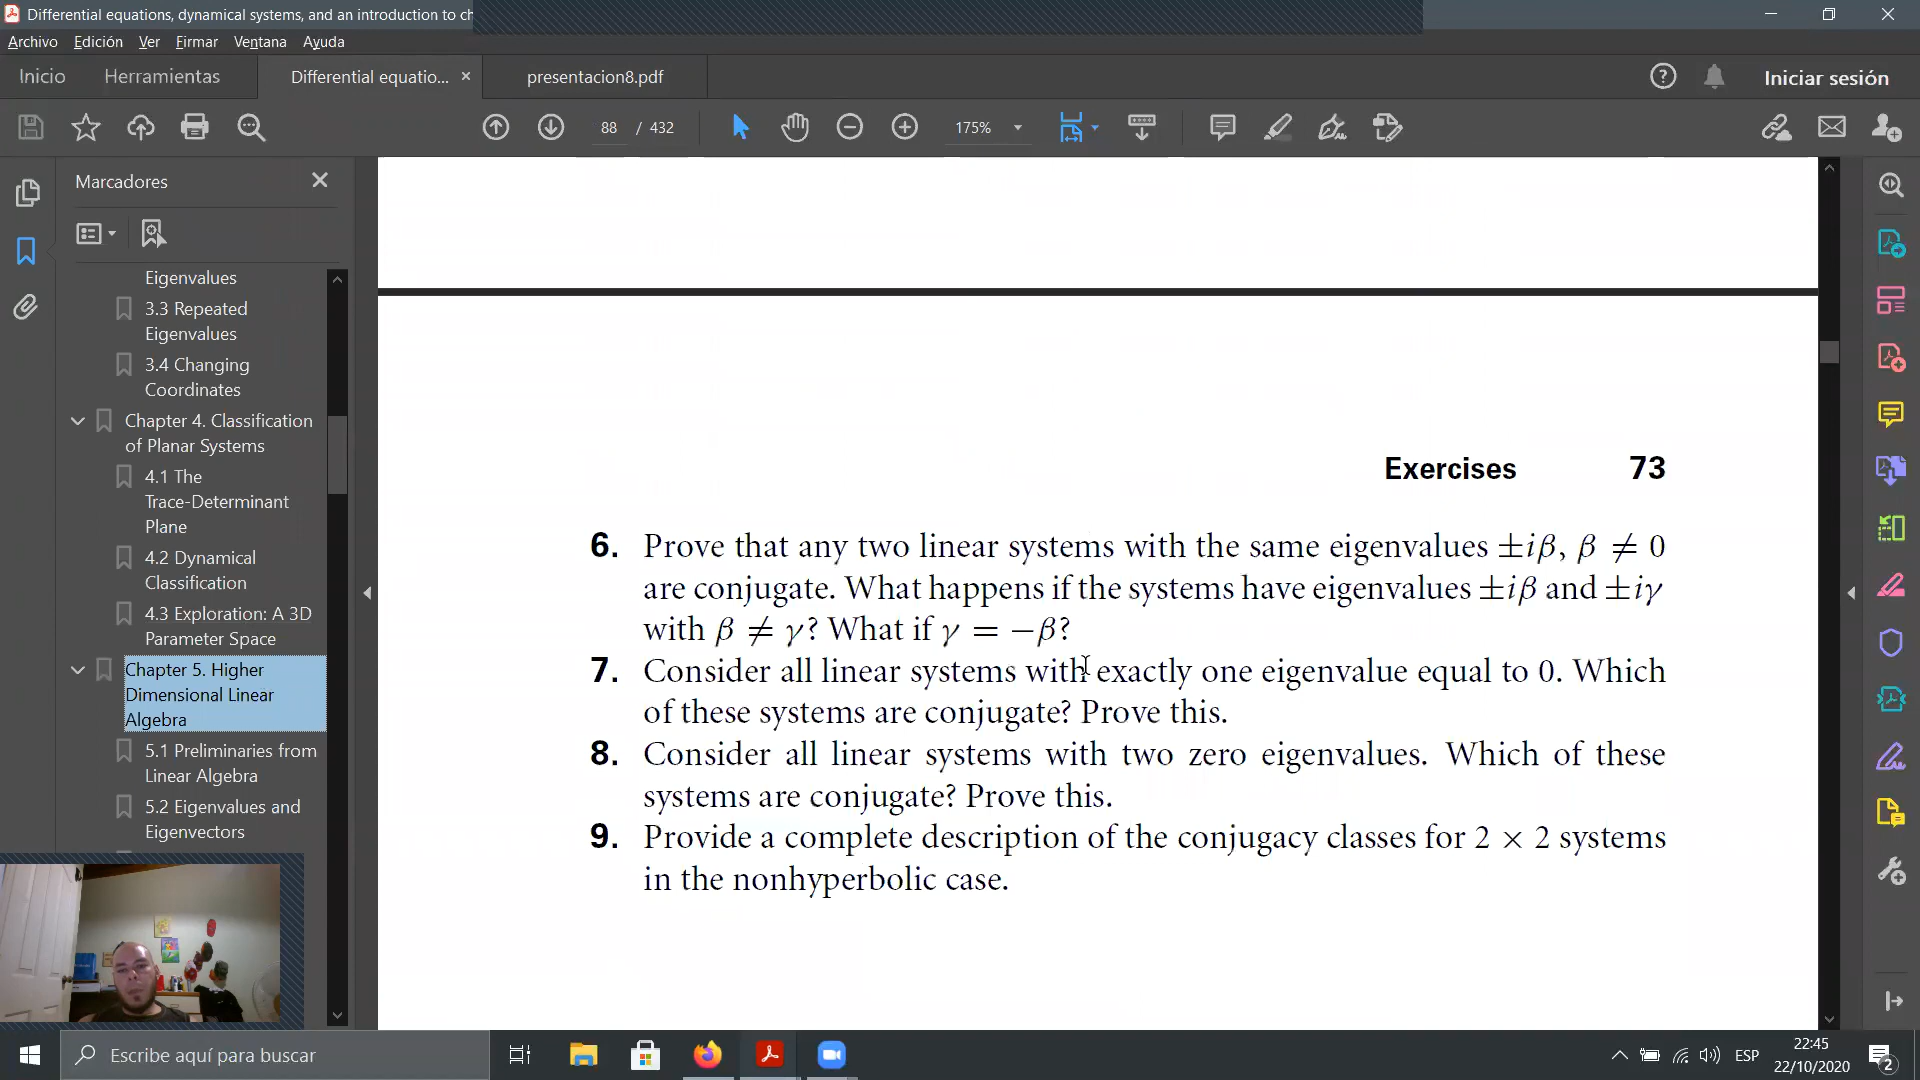 Differential equations, dynamical systems, and an introduction to ch
Archivo Edición Ver Firmar Ventana Ayuda
Inicio Herramientas Differential equatio... × presentacion8.pdf Iniciar sesión
88 / 432 175%
Marcadores
Eigenvalues
3.3 Repeated
Eigenvalues
3.4 Changing
Coordinates
Chapter 4. Classification
of Planar Systems
4.1 The
Trace-Determinant
Plane
4.2 Dynamical
Classification
4.3 Exploration: A 3D
Parameter Space
Chapter 5. Higher
Dimensional Linear
Algebra
5.1 Preliminaries from
Linear Algebra
5.2 Eigenvalues and
Eigenvectors
Exercises 73
6. Prove that any two linear systems with the same eigenvalues ±iβ, β ≠ 0
are conjugate. What happens if the systems have eigenvalues ±iβ and ±iγ
with β ≠ γ? What if γ = −β?
7. Consider all linear systems with exactly one eigenvalue equal to 0. Which
of these systems are conjugate? Prove this.
8. Consider all linear systems with two zero eigenvalues. Which of these
systems are conjugate? Prove this.
9. Provide a complete description of the conjugacy classes for 2 × 2 systems
in the nonhyperbolic case.
Escribe aquí para buscar
ESP
22:45
22/10/2020
2